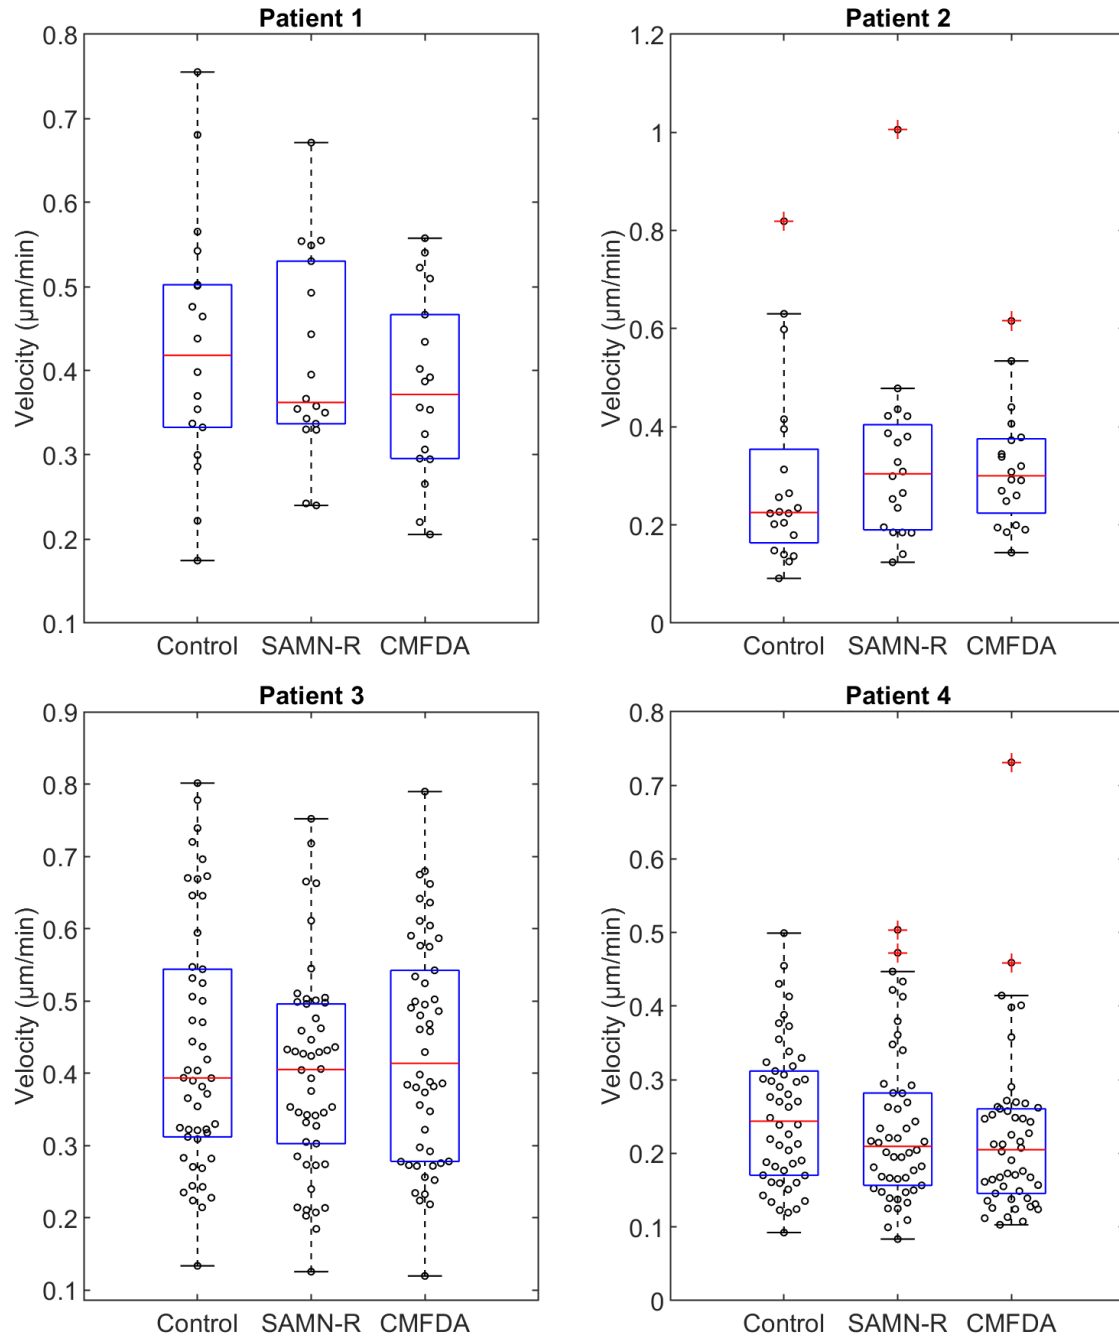 Patient 1
0.8
0.7
0.6
0.5
0.4
0.3
0.2
0.1
Velocity (μm/min)
Control SAMN-R CMFDA
Patient 2
1.2
1
0.8
0.6
0.4
0.2
0
Velocity (μm/min)
Control SAMN-R CMFDA
Patient 3
0.9
0.8
0.7
0.6
0.5
0.4
0.3
0.2
0.1
Velocity (μm/min)
Control SAMN-R CMFDA
Patient 4
0.8
0.7
0.6
0.5
0.4
0.3
0.2
0.1
0
Velocity (μm/min)
Control SAMN-R CMFDA